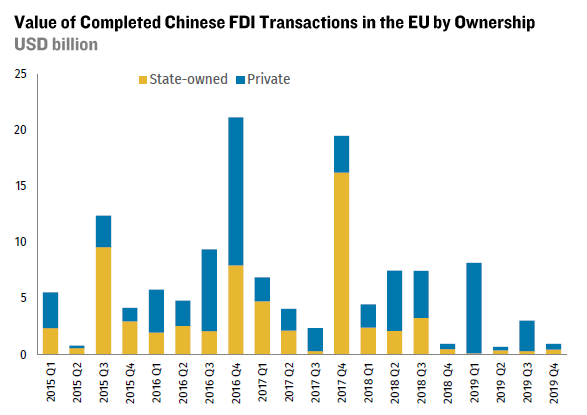 Value of Completed Chinese FDI Transactions in the EU by Ownership
USD billion
25
20
15
10
5
0
State-owned Private
2015 Q1
2015 Q2
2015 Q3
2015 Q4
2016 Q1
2016 Q2
2016 Q3
2016 Q4
2017 Q1
2017 Q2
2017 Q3
2017 Q4
2018 Q1
2018 Q2
2018 Q3
2018 Q4
2019 Q1
2019 Q2
2019 Q3
2019 Q4